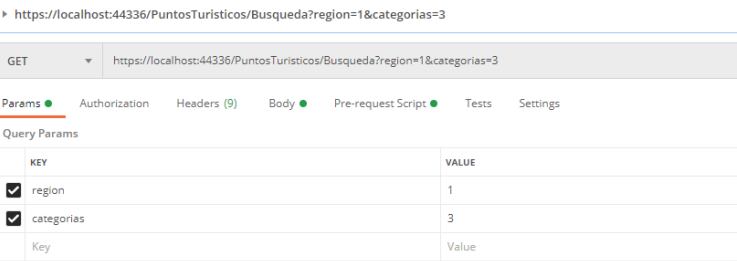 https://localhost:44336/PuntosTuristicos/Busqueda?region=1&categorias=3
GET https://localhost:44336/PuntosTuristicos/Busqueda?region=1&categorias=3
Params Authorization Headers (9) Body Pre-request Script Tests Settings
Query Params
KEY VALUE
region 1
categorias 3
Key Value